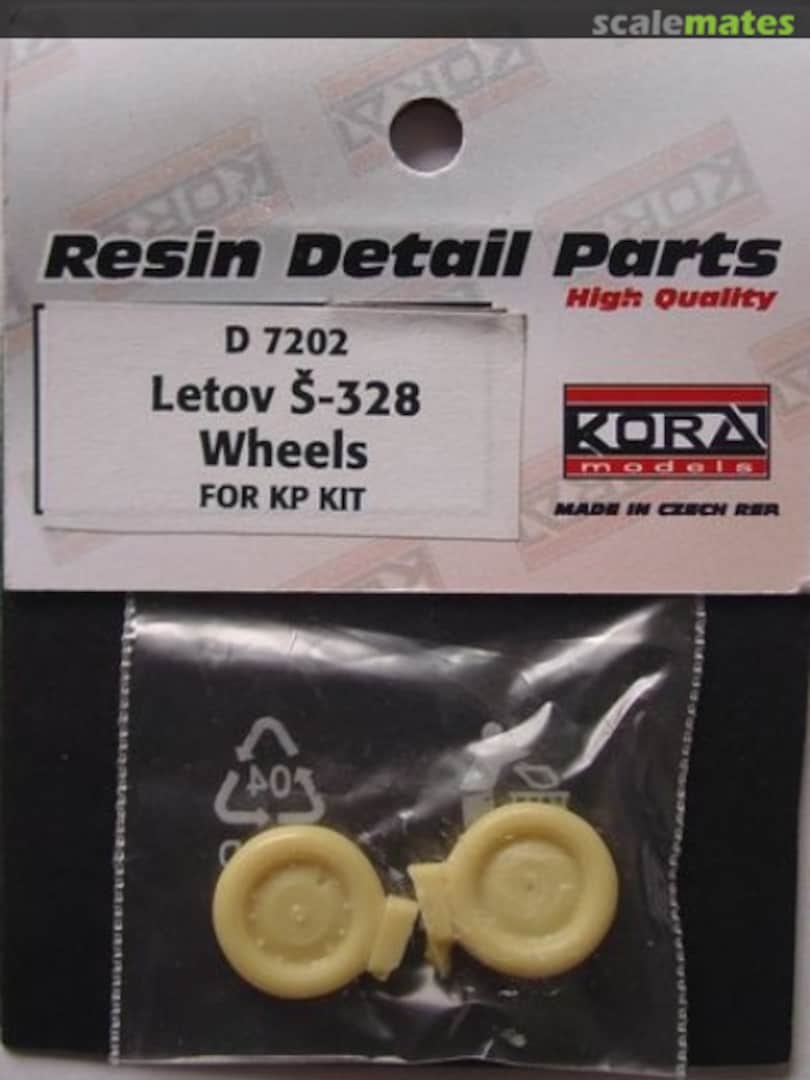 scalemates
Resin Detail Parts
High Quality
D 7202
Letov Š-328
Wheels
FOR KP KIT
KORA
models
MADE IN CZECH REP.
04